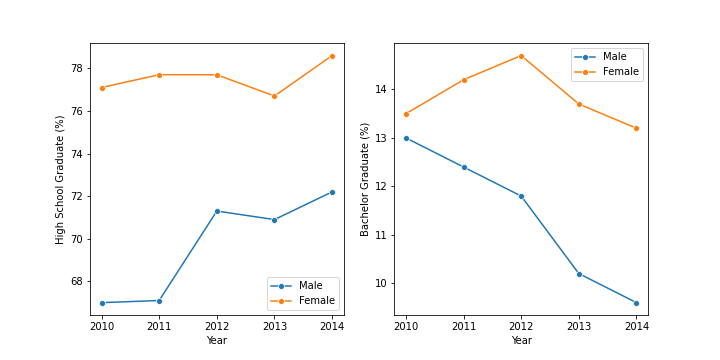 High School Graduate (%)
78
76
74
72
70
68
2010
2011
2012
2013
2014
Year
Male
Female
Bachelor Graduate (%)
14
13
12
11
10
2010
2011
2012
2013
2014
Year
Male
Female